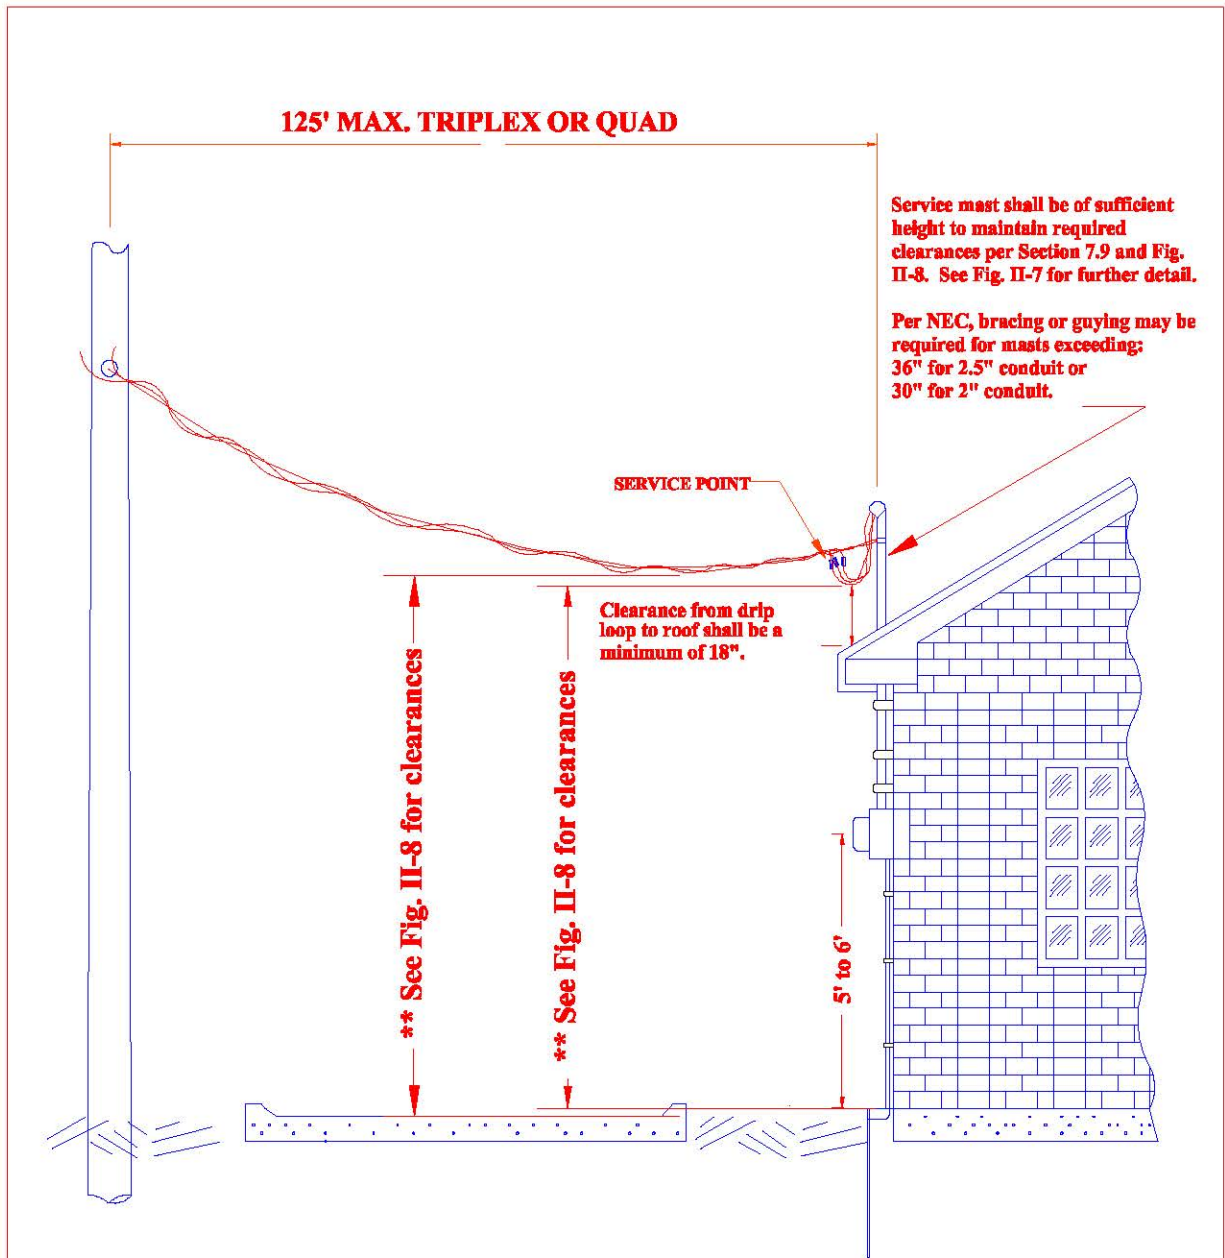 125' MAX. TRIPLEX OR QUAD
Service mast shall be of sufficient
height to maintain required
clearances per Section 7.9 and Fig.
II-8. See Fig. II-7 for further detail.
Per NEC, bracing or guying may be
required for masts exceeding:
36" for 2.5" conduit or
30" for 2" conduit.
SERVICE POINT
Clearance from drip
loop to roof shall be a
minimum of 18".
** See Fig. II-8 for clearances
** See Fig. II-8 for clearances
5' to 6'